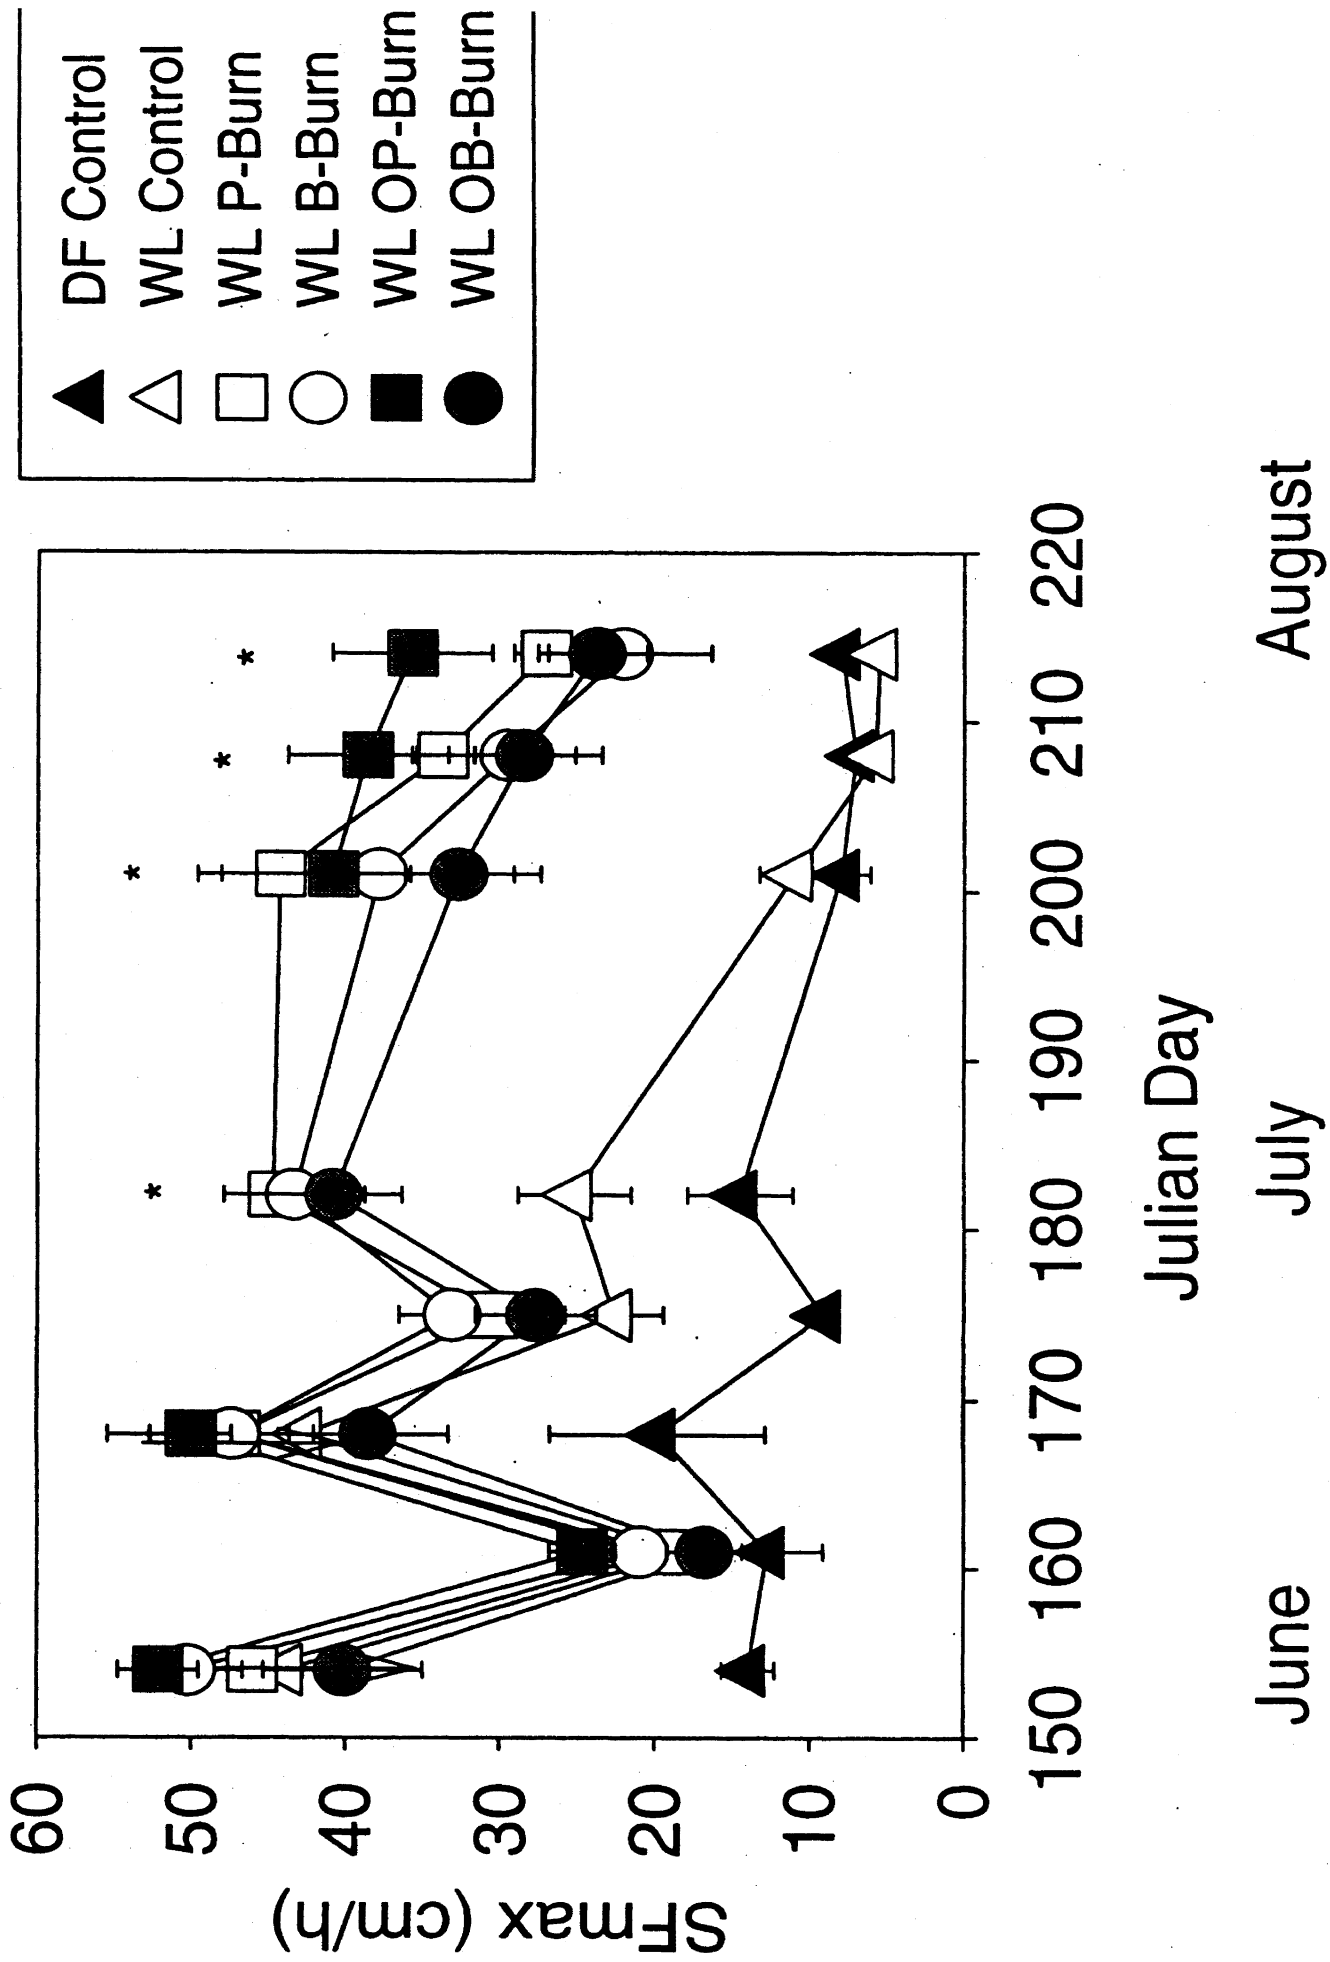 DF Control
WL Control
WL P-Burn
WL B-Burn
WL OP-Burn
WL OB-Burn
SFmax (cm/h)
60
50
40
30
20
10
0
* * * *
150 160 170 180 190 200 210 220
Julian Day
June July August